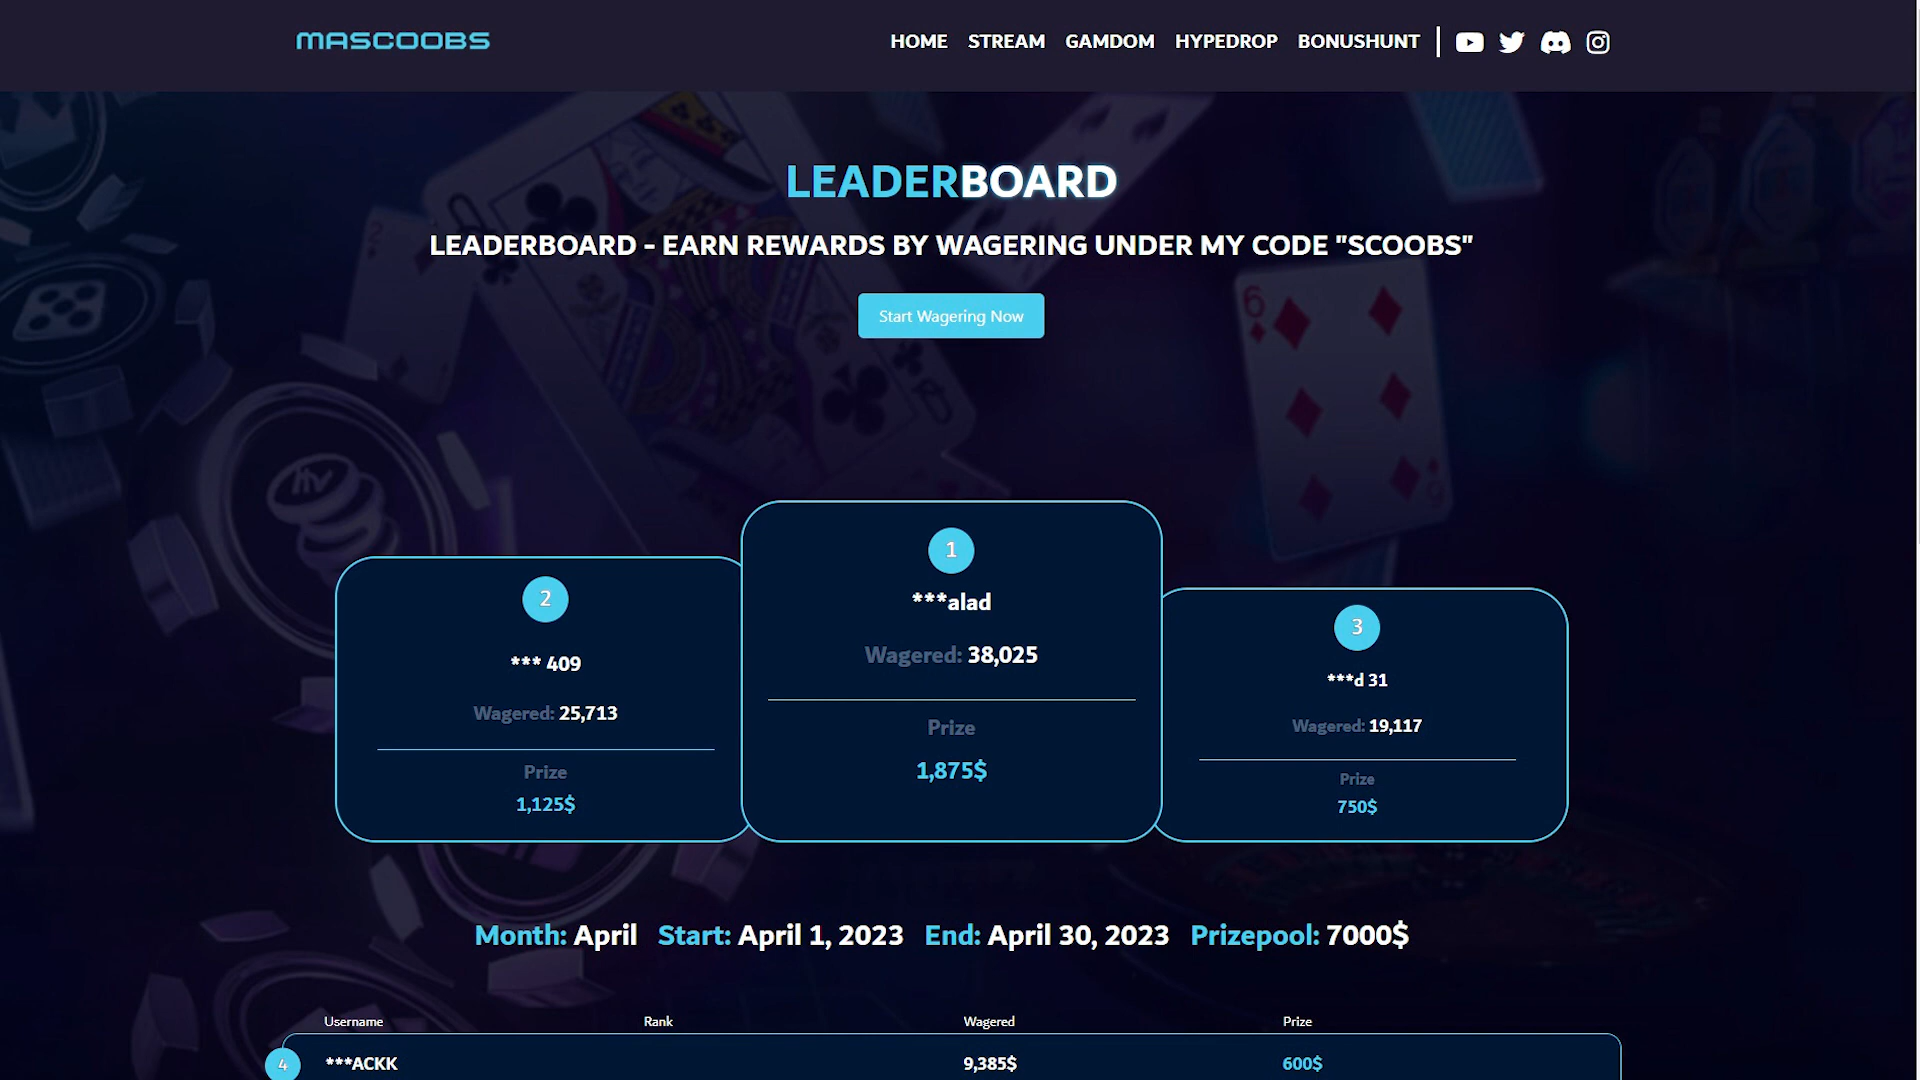 MASCOOBS
HOME STREAM GAMDOM HYPEDROP BONUSHUNT
LEADERBOARD
LEADERBOARD - EARN REWARDS BY WAGERING UNDER MY CODE "SCOOBS"
Start Wagering Now
1
***alad
Wagered: 38,025
Prize
1,875$
2
*** 409
Wagered: 25,713
Prize
1,125$
3
***d 31
Wagered: 19,117
Prize
750$
Month: April Start: April 1, 2023 End: April 30, 2023 Prizepool: 7000$
Username Rank Wagered Prize
4 ***ACKK 9,385$ 600$